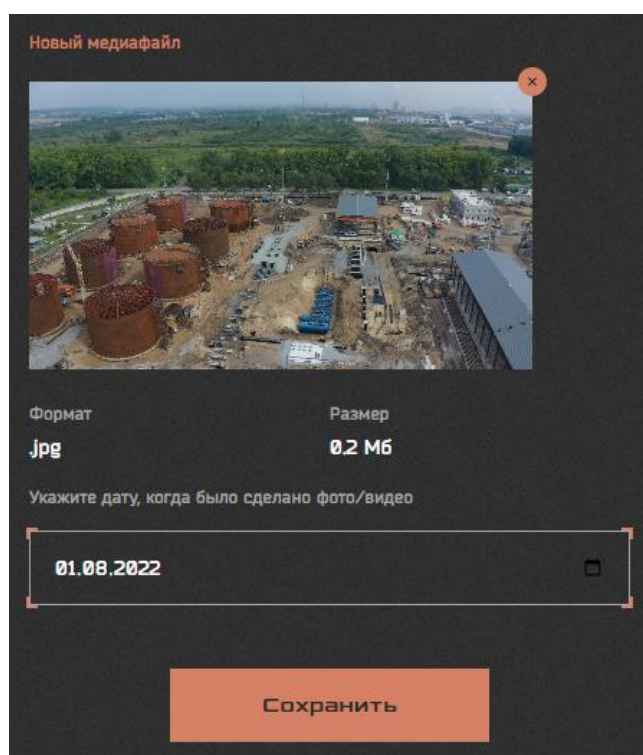 Новый медиафайл
Формат
Размер
.jpg
0.2 Мб
Укажите дату, когда было сделано фото/видео
01.08.2022
Сохранить